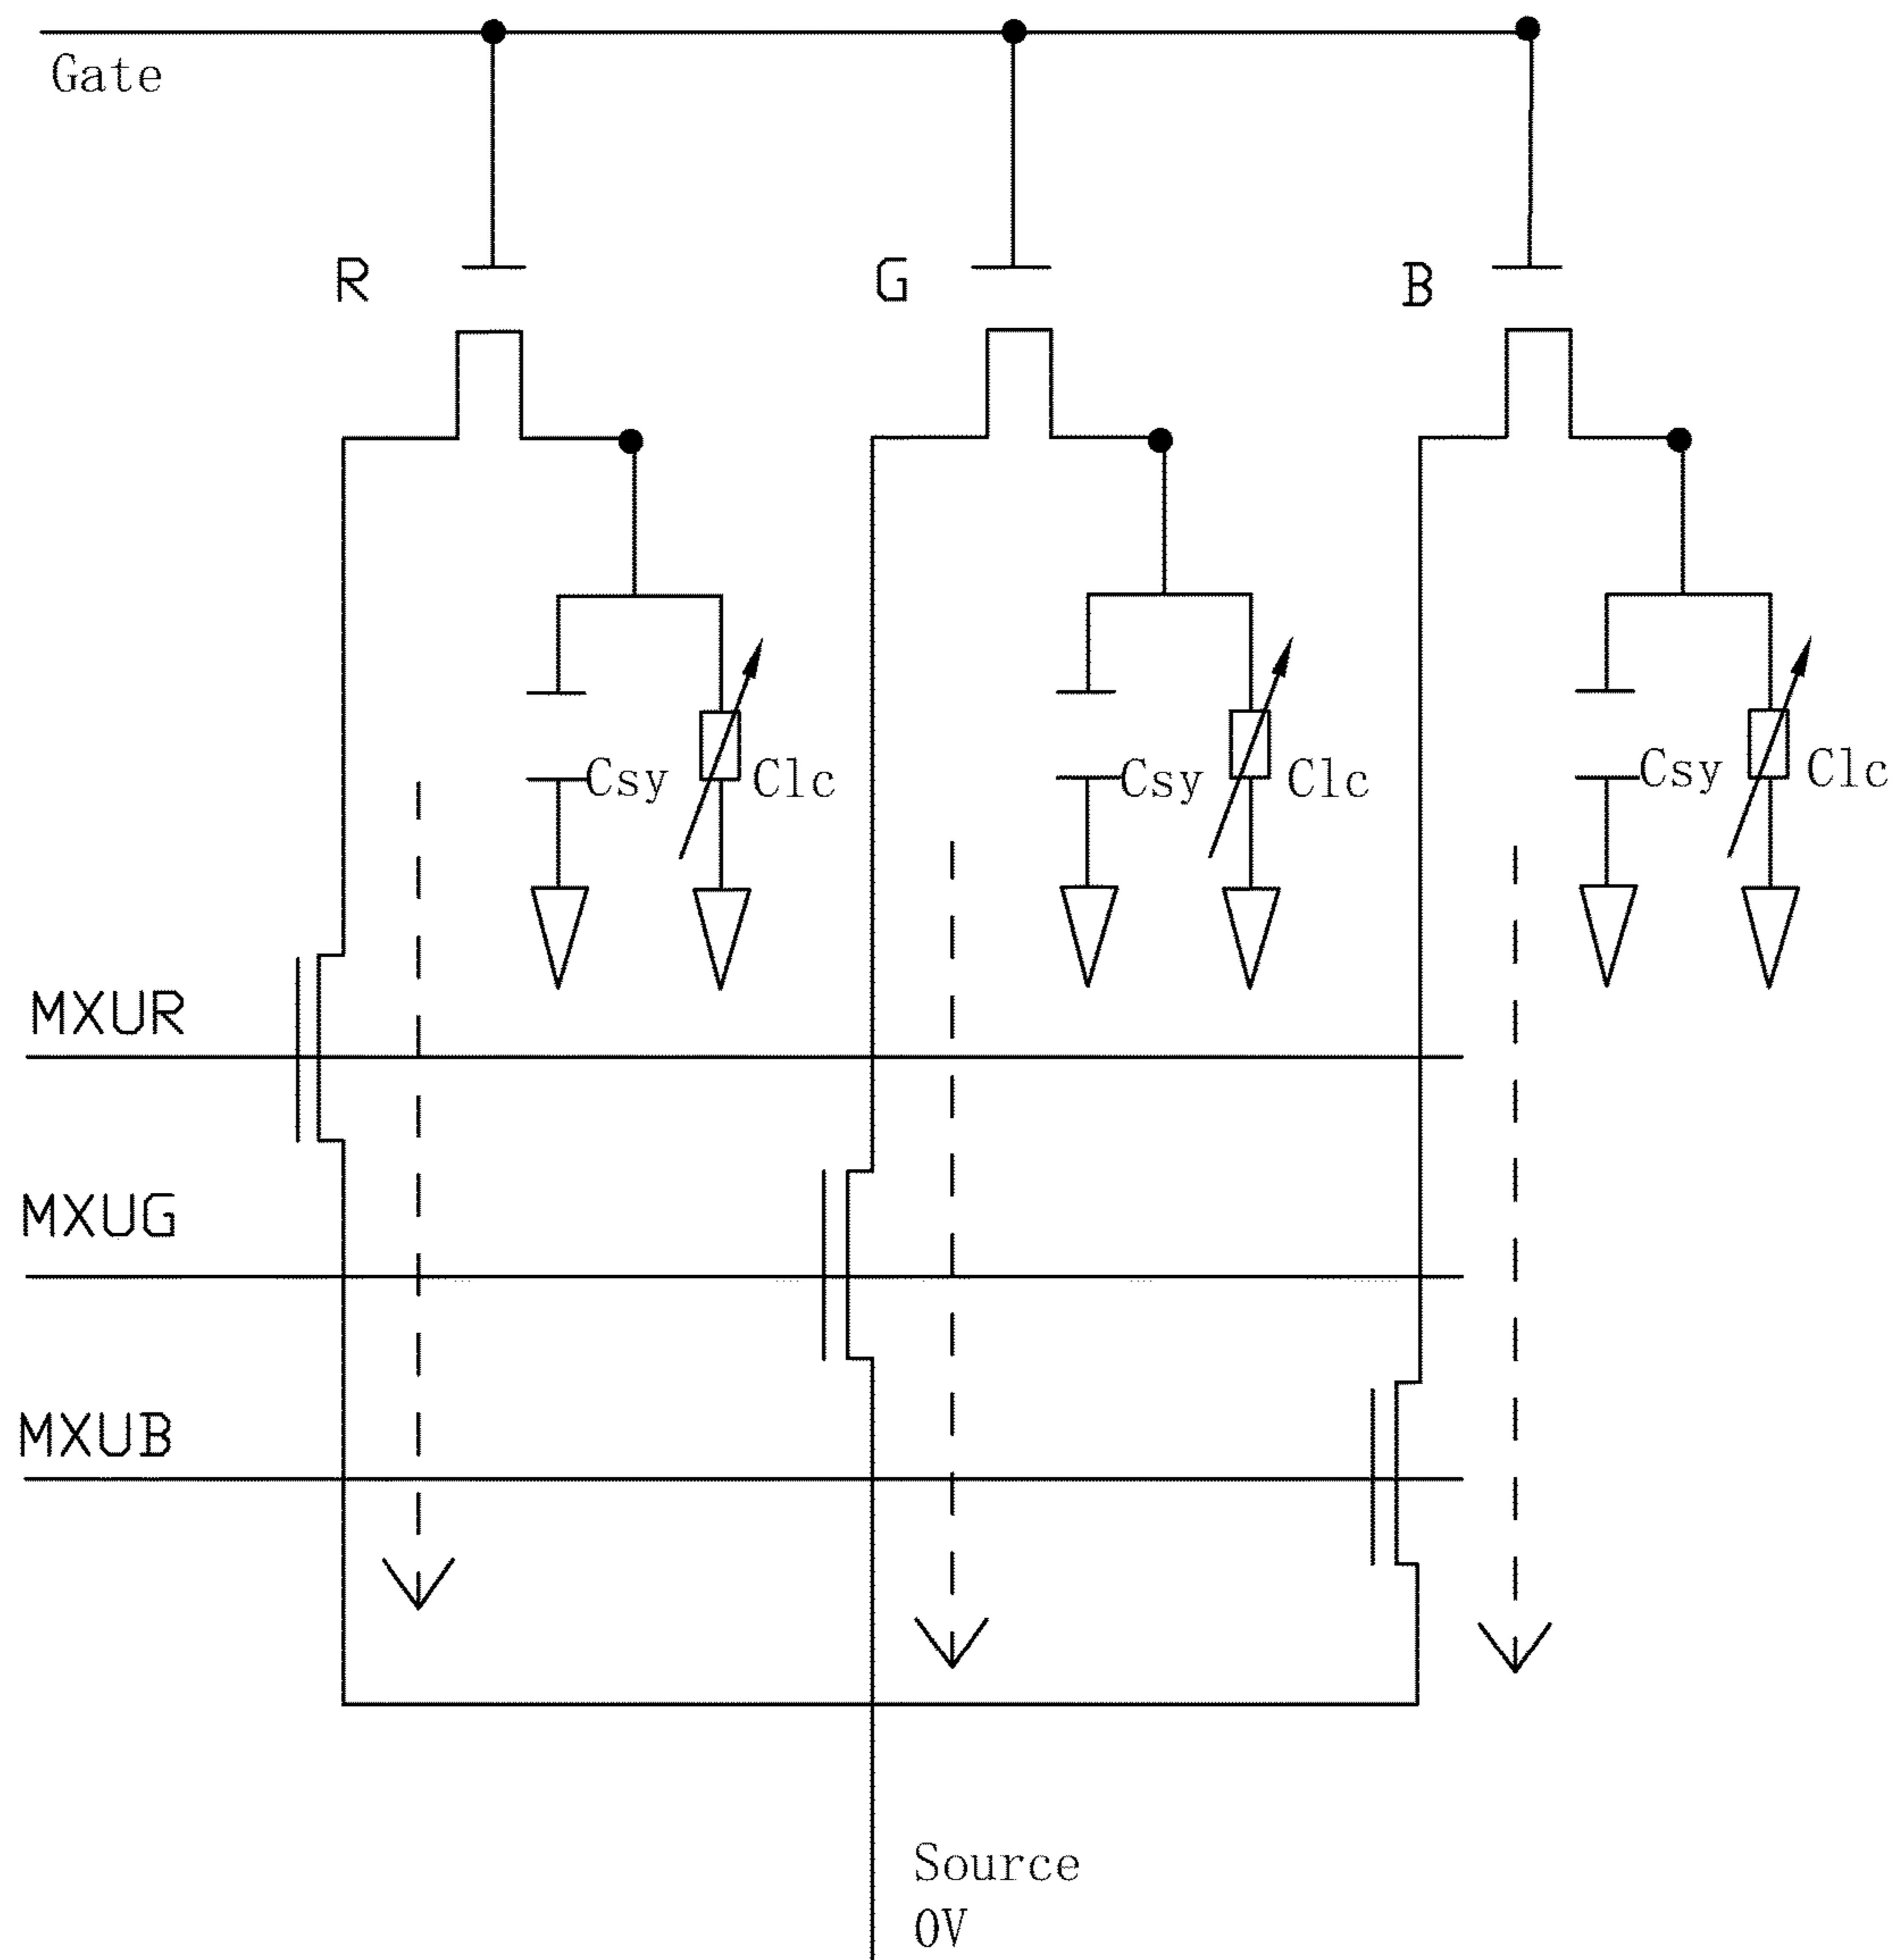 Gate
R
G
B
Csy
Clc
Csy
Clc
Csy
Clc
MXUR
MXUG
MXUB
Source
0V